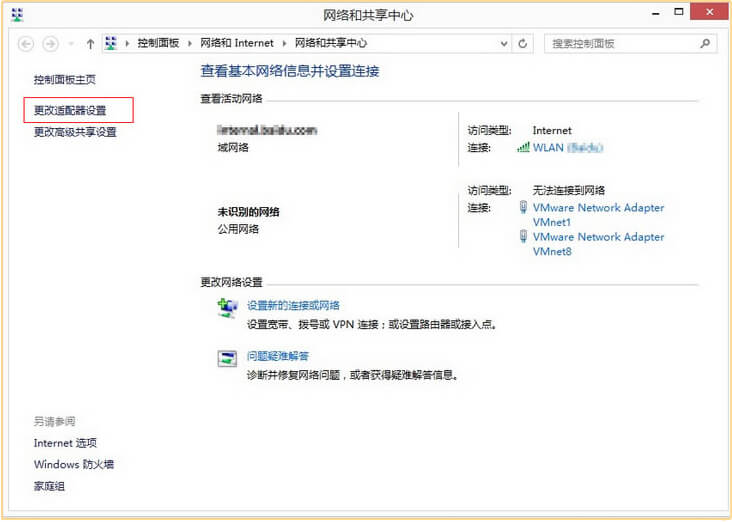 网络和共享中心
控制面板 网络和 Internet 网络和共享中心
搜索控制面板
控制面板主页
更改适配器设置
更改高级共享设置
查看基本网络信息并设置连接
查看活动网络
域网络
访问类型: Internet
连接: WLAN
未识别的网络
公用网络
访问类型: 无法连接到网络
连接: VMware Network Adapter
VMnet1
VMware Network Adapter
VMnet8
更改网络设置
设置新的连接或网络
设置宽带、拨号或 VPN 连接；或设置路由器或接入点。
问题疑难解答
诊断并修复网络问题，或者获得疑难解答信息。
另请参阅
Internet 选项
Windows 防火墙
家庭组